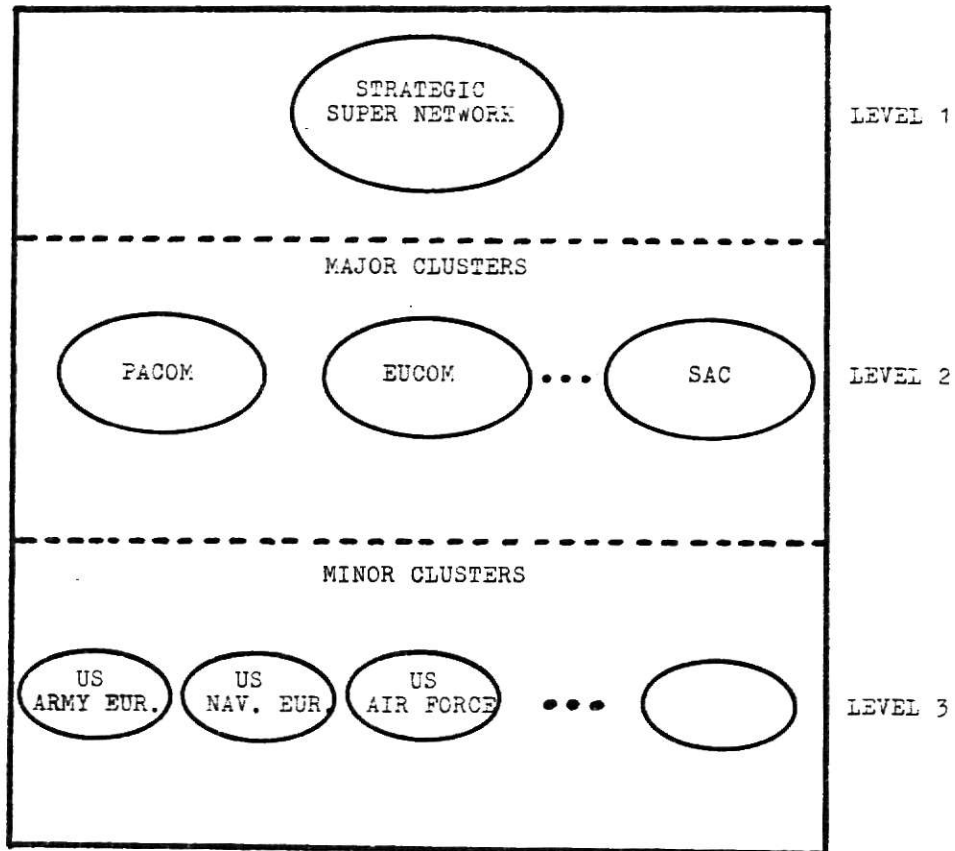 STRATEGIC
SUPER NETWORK
LEVEL 1
MAJOR CLUSTERS
PACOM
EUCOM
•••
SAC
LEVEL 2
MINOR CLUSTERS
US
ARMY EUR.
US
NAV. EUR.
US
AIR FORCE
•••
LEVEL 3